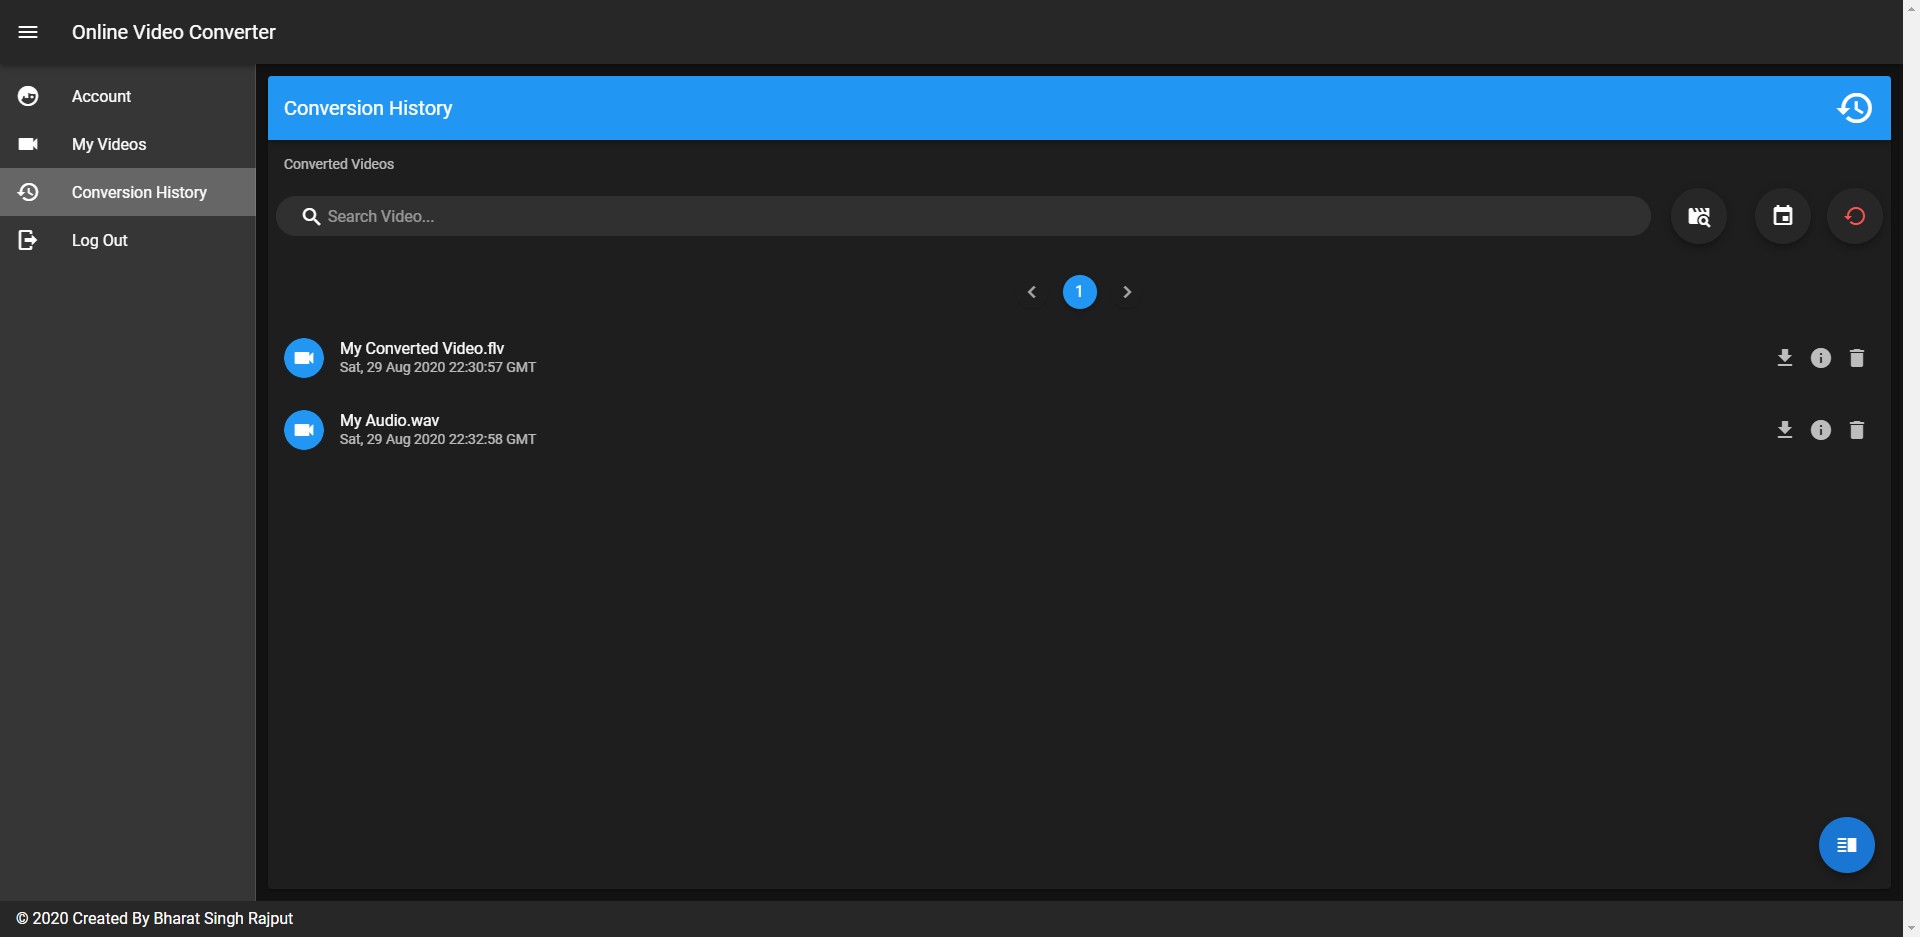 Online Video Converter
Account
My Videos
Conversion History
Log Out
Conversion History
Converted Videos
Search Video...
1
My Converted Video.flv
Sat, 29 Aug 2020 22:30:57 GMT
My Audio.wav
Sat, 29 Aug 2020 22:32:58 GMT
© 2020 Created By Bharat Singh Rajput